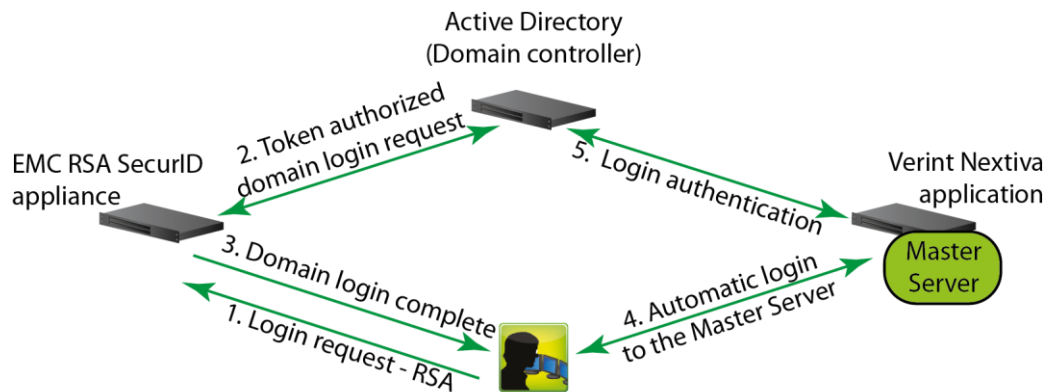 Active Directory
(Domain controller)
2. Token authorized
domain login request
EMC RSA SecurID
appliance
5. Login authentication
Verint Nextiva
application
Master
Server
3. Domain login complete
1. Login request - RSA
4. Automatic login
to the Master Server